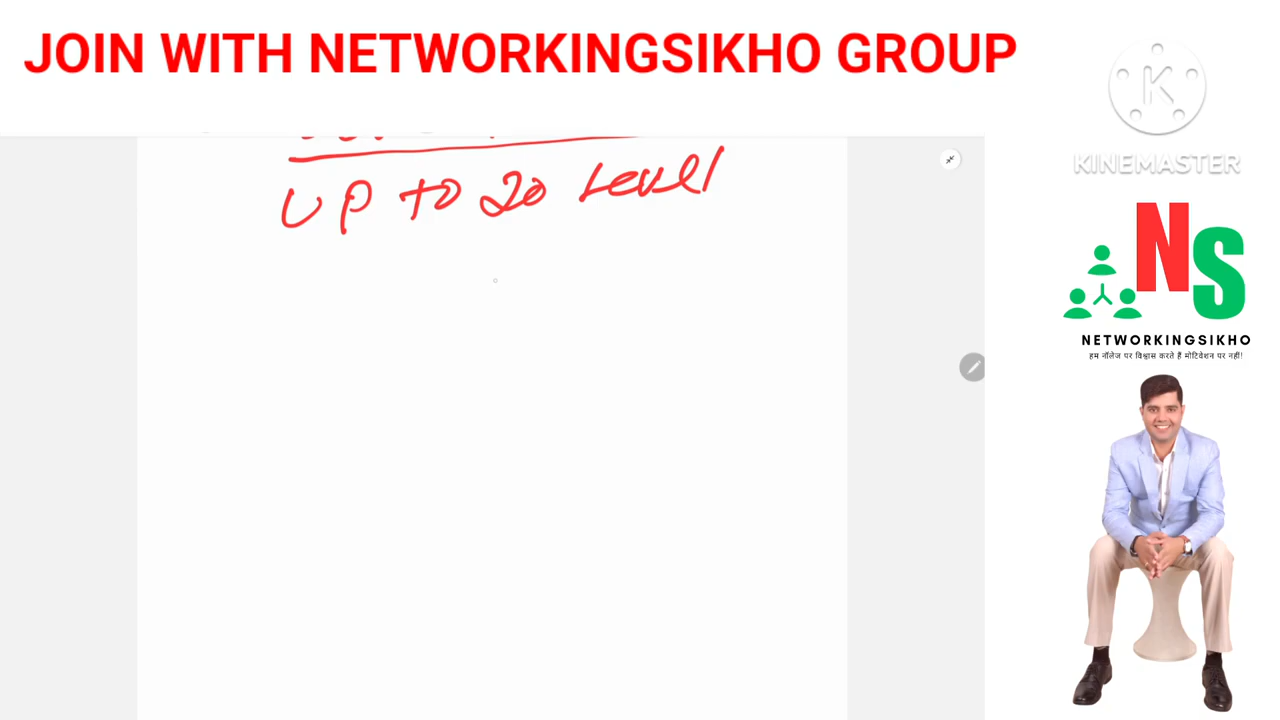 JOIN WITH NETWORKINGSIKHO GROUP
K
KINEMASTER
UP to 20 Level
NS
NETWORKINGSIKHO
हम नॉलेज पर विश्वास करते हैं मोटिवेशन पर नहीं!